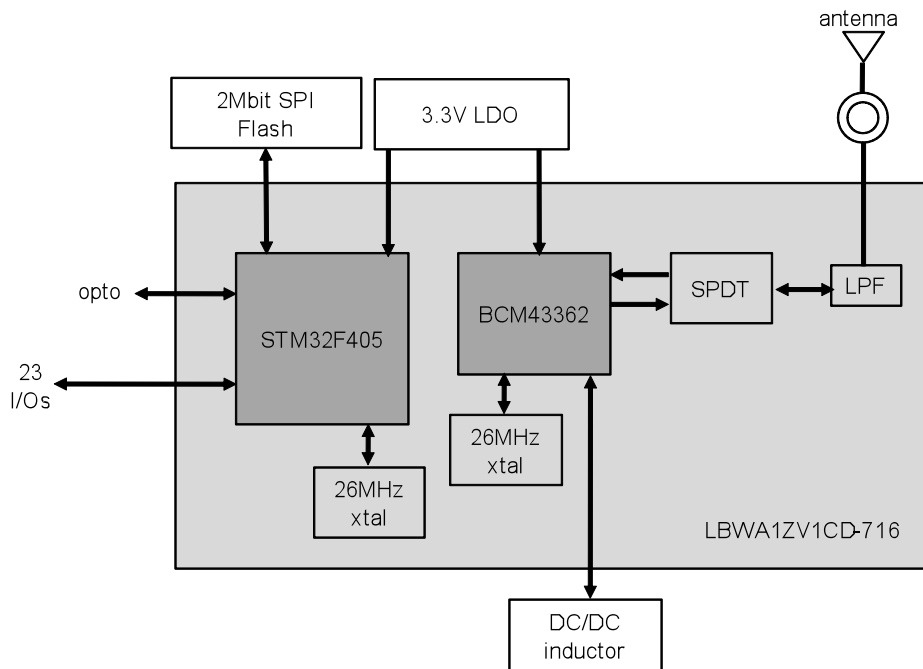 antenna
2Mbit SPI
Flash
3.3V LDO
opto
STM32F405
BCM43362
SPDT
LPF
23
I/Os
26MHz
xtal
26MHz
xtal
LBWA1ZV1CD-716
DC/DC
inductor